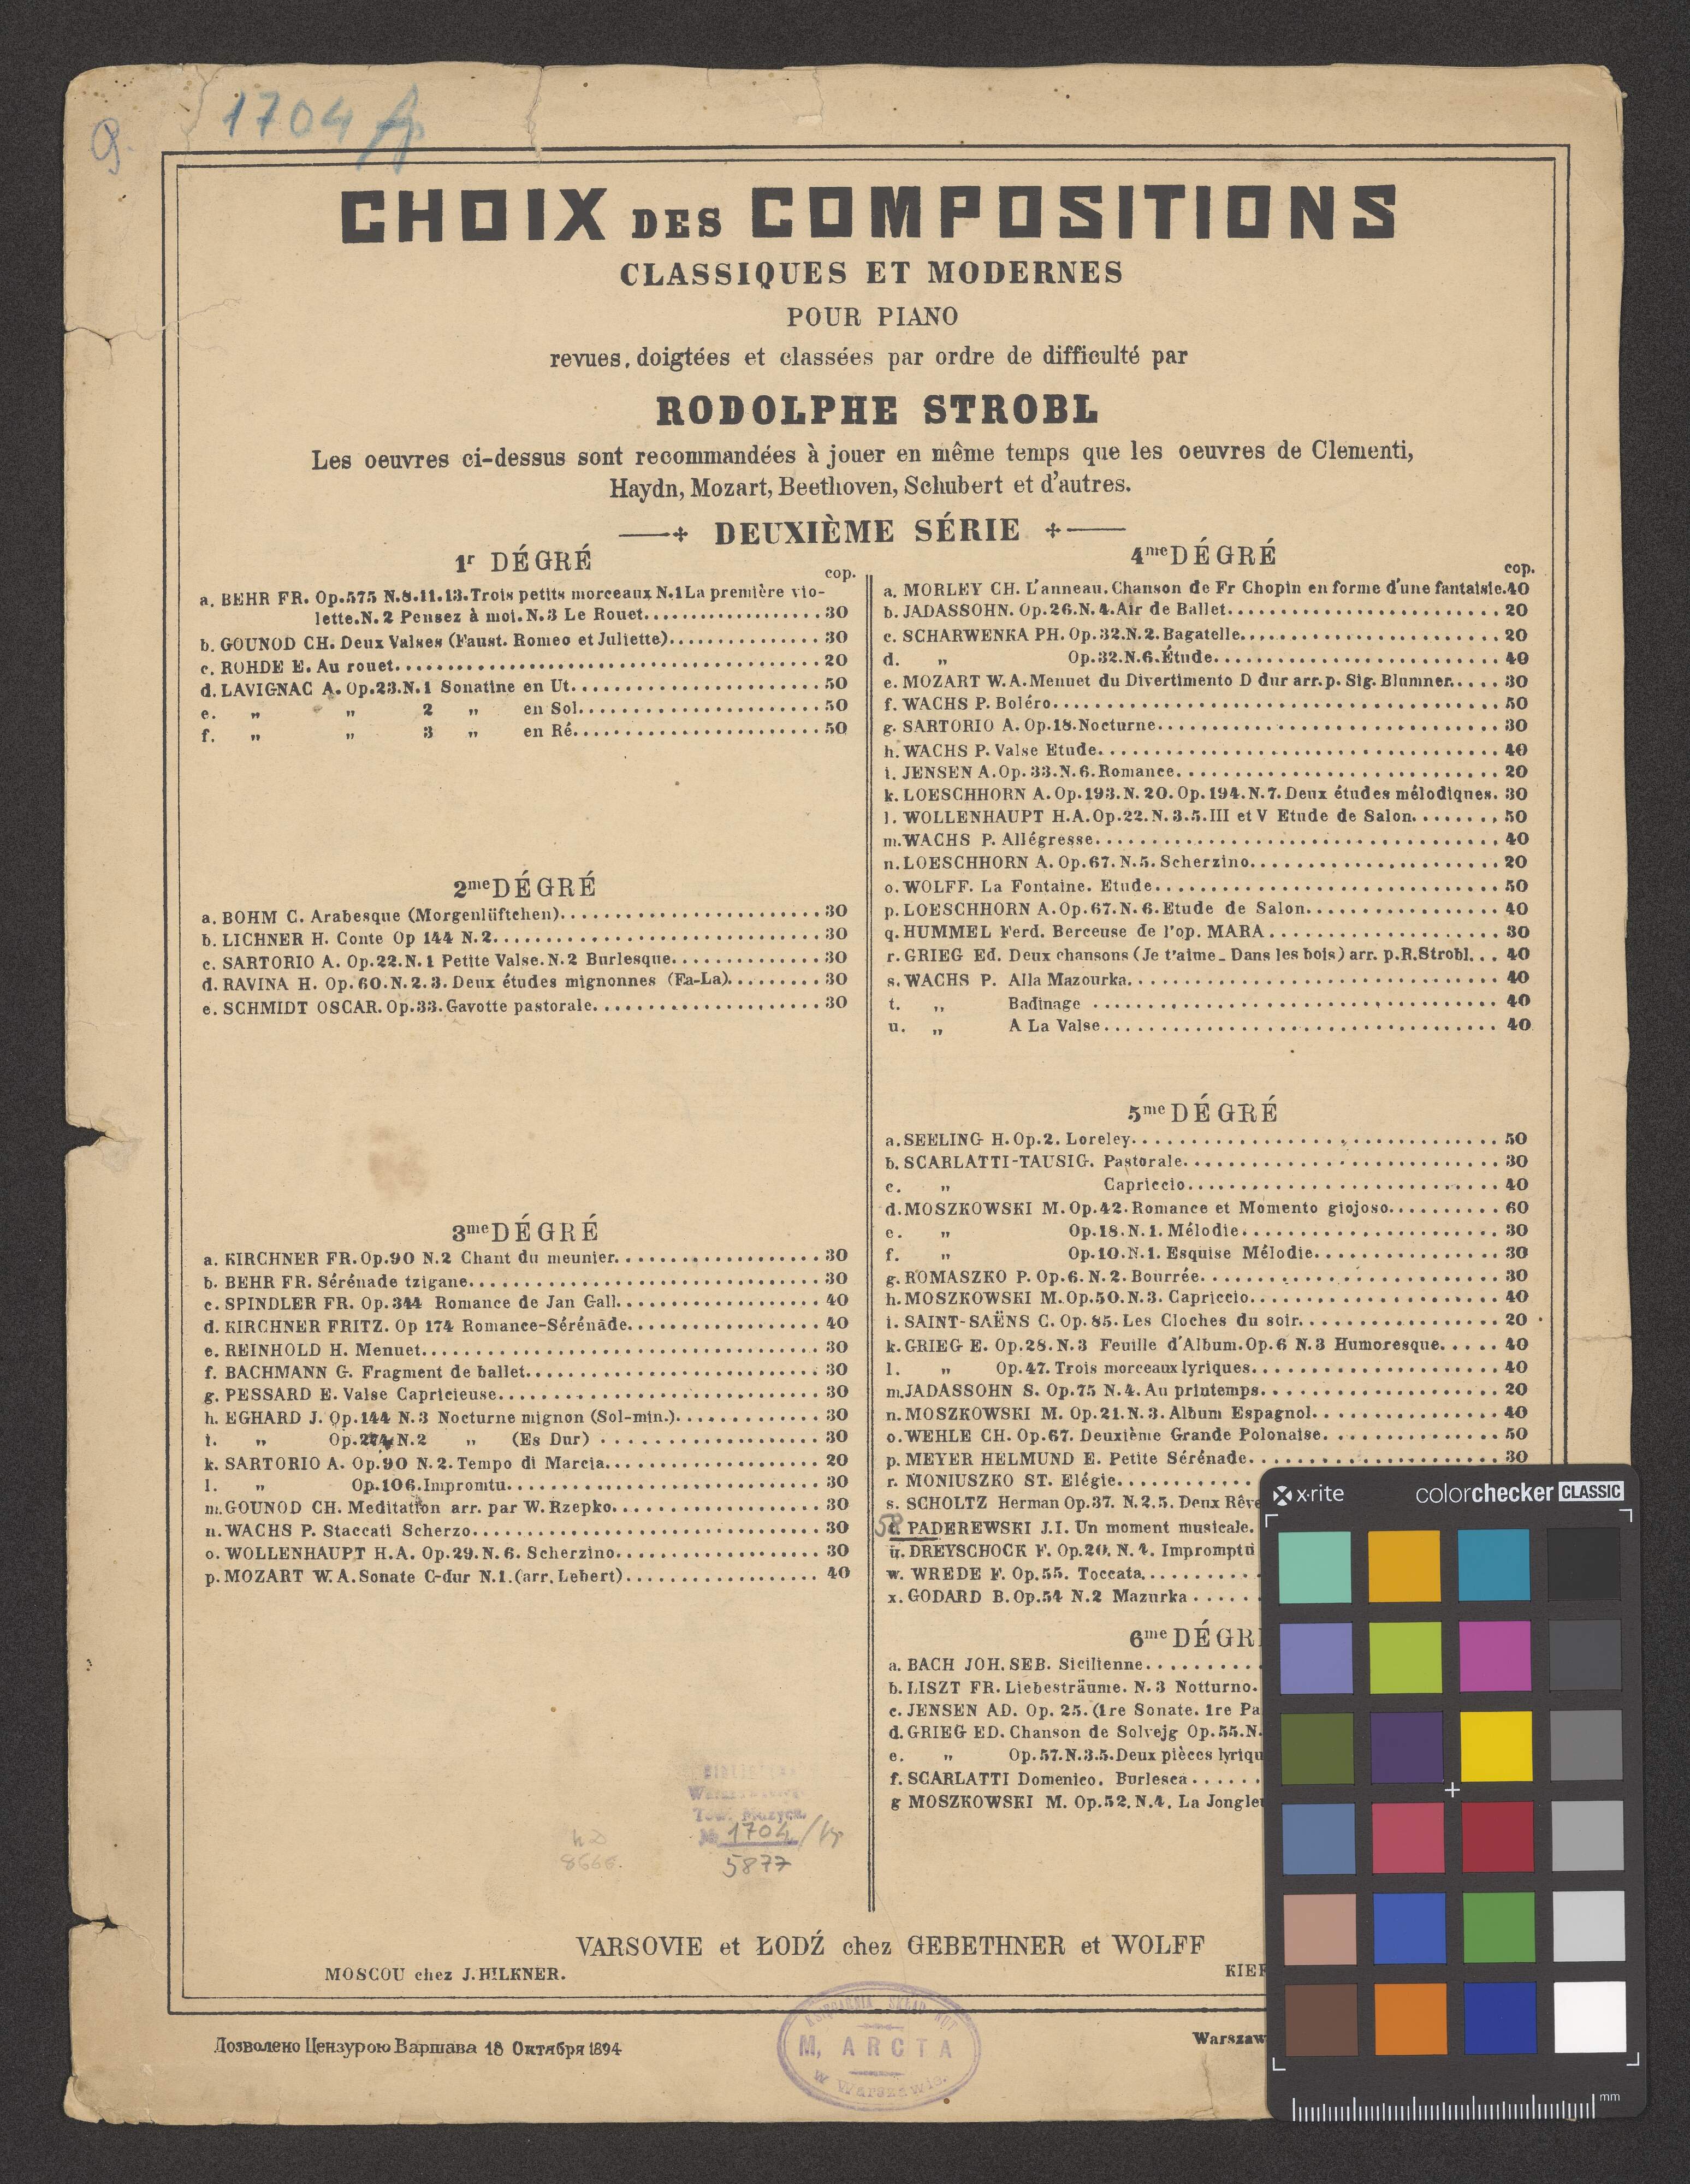 1704
CHOIX DES COMPOSITIONS
CLASSIQUES ET MODERNES
POUR PIANO
revues, doigtées et classées par ordre de difficulté par
RODOLPHE STROBL
Les oeuvres ci-dessus sont recommandées à jouer en même temps que les oeuvres de Clementi,
Haydn, Mozart, Beethoven, Schubert et d'autres.
DEUXIÈME SÉRIE
1r DÉGRÉ
cop.
a. BEHR FR. Op.575 N.8.11.13. Trois petits morceaux N.1 La première vio-
lette. N.2 Pensez à moi. N.3 Le Rouet. 30
b. GOUNOD CH. Deux Valses (Faust. Romeo et Juliette). 30
c. ROHDE E. Au rouet. 20
d. LAVIGNAC A. Op.23. N.1 Sonatine en Ut. 50
e. " " 2 " en Sol. 50
f. " " 3 " en Ré. 50
2me DÉGRÉ
a. BOHM C. Arabesque (Morgenlüftchen). 30
b. LICHNER H. Conte Op 144 N.2. 30
c. SARTORIO A. Op.22. N.1 Petite Valse. N.2 Burlesque. 30
d. RAVINA H. Op.60. N.2.3. Deux études mignonnes (Fa-La). 30
e. SCHMIDT OSCAR. Op.33. Gavotte pastorale. 30
3me DÉGRÉ
a. KIRCHNER FR. Op.90 N.2 Chant du meunier. 30
b. BEHR FR. Sérénade tzigane. 30
c. SPINDLER FR. Op.344 Romance de Jan Gall. 40
d. KIRCHNER FRITZ. Op 174 Romance-Sérénade. 40
e. REINHOLD H. Menuet. 30
f. BACHMANN G. Fragment de ballet. 30
g. PESSARD E. Valse Capricieuse. 30
h. EGHARD J. Op.144 N.3 Nocturne mignon (Sol-min.). 30
i. " Op. N.2 " (Es Dur) 30
k. SARTORIO A. Op.90 N.2. Tempo di Marcia. 20
l. " Op.106. Impromtu. 30
m. GOUNOD CH. Meditation arr. par W. Rzepko. 30
n. WACHS P. Staccati Scherzo. 30
o. WOLLENHAUPT H.A. Op.29. N.6. Scherzino. 30
p. MOZART W.A. Sonate C-dur N.1. (arr. Lebert) 40
4me DÉGRÉ
cop.
a. MORLEY CH. L'anneau. Chanson de Fr Chopin en forme d'une fantaisie. 40
b. JADASSOHN. Op.26. N.4. Air de Ballet. 20
c. SCHARWENKA PH. Op.32. N.2. Bagatelle. 20
d. " Op.32. N.6. Étude. 40
e. MOZART W.A. Menuet du Divertimento D dur arr. p. Sig. Blumner. 30
f. WACHS P. Boléro. 50
g. SARTORIO A. Op.18. Nocturne. 30
h. WACHS P. Valse Etude. 40
i. JENSEN A. Op.33. N.6. Romance. 20
k. LOESCHHORN A. Op.193. N.20. Op.194. N.7. Deux études mélodiques. 30
l. WOLLENHAUPT H.A. Op.22. N.3.5. III et V Etude de Salon. 50
m. WACHS P. Allégresse. 40
n. LOESCHHORN A. Op.67. N.5. Scherzino. 20
o. WOLFF. La Fontaine. Etude. 50
p. LOESCHHORN A. Op.67. N.6. Etude de Salon. 40
q. HUMMEL Ferd. Berceuse de l'op. MARA. 30
r. GRIEG Ed. Deux chansons (Je t'aime_Dans les bois) arr. p. R. Strobl. 40
s. WACHS P. Alla Mazourka. 40
t. " Badinage 40
u. " A La Valse. 40
5me DÉGRÉ
a. SEELING H. Op.2. Loreley. 50
b. SCARLATTI-TAUSIG. Pastorale. 30
c. " Capriccio. 40
d. MOSZKOWSKI M. Op.42. Romance et Momento giojoso. 60
e. " Op.18. N.1. Mélodie. 30
f. " Op.10. N.1. Esquise Mélodie. 30
g. ROMASZKO P. Op.6. N.2. Bourrée. 30
h. MOSZKOWSKI M. Op.50. N.3. Capriccio. 40
i. SAINT-SAËNS C. Op.85. Les Cloches du soir. 20
k. GRIEG E. Op.28. N.3 Feuille d'Album. Op.6 N.3 Humoresque. 40
l. " Op.47. Trois morceaux lyriques. 40
m. JADASSOHN S. Op.75 N.4. Au printemps. 20
n. MOSZKOWSKI M. Op.21. N.3. Album Espagnol. 40
o. WEHLE CH. Op.67. Deuxième Grande Polonaise. 50
p. MEYER HELMUND E. Petite Sérénade. 30
r. MONIUSZKO ST. Elégie.
s. SCHOLTZ Herman Op.37. N.2.5. Deux Rêve
58 t. PADEREWSKI J.I. Un moment musicale.
u. DREYSCHOCK F. Op.20. N.4. Impromptu
w. WREDE F. Op.55. Toccata.
x. GODARD B. Op.54 N.2 Mazurka
6me DÉGRÉ
a. BACH JOH. SEB. Sicilienne.
b. LISZT FR. Liebesträume. N.3 Notturno.
c. JENSEN AD. Op.25. (1re Sonate. 1re Pa
d. GRIEG ED. Chanson de Solvejg Op.55. N.
e. " Op.57. N.3.5. Deux pièces lyriqu
f. SCARLATTI Domenico. Burlesca
g MOSZKOWSKI M. Op.52. N.4. La Jongle
BIBLIOTEKA
Tow. Muzycz.
№ 1704
5877
8666.
VARSOVIE et ŁODŹ chez GEBETHNER et WOLFF
MOSCOU chez J. HILKNER.
KIE
Дозволено Цензурою Варшава 18 Октября 1894
Warszaw
KSIĘGARNIA SKŁAD NUT
M. ARCTA
w Warszawie.
x·rite colorchecker CLASSIC
mm